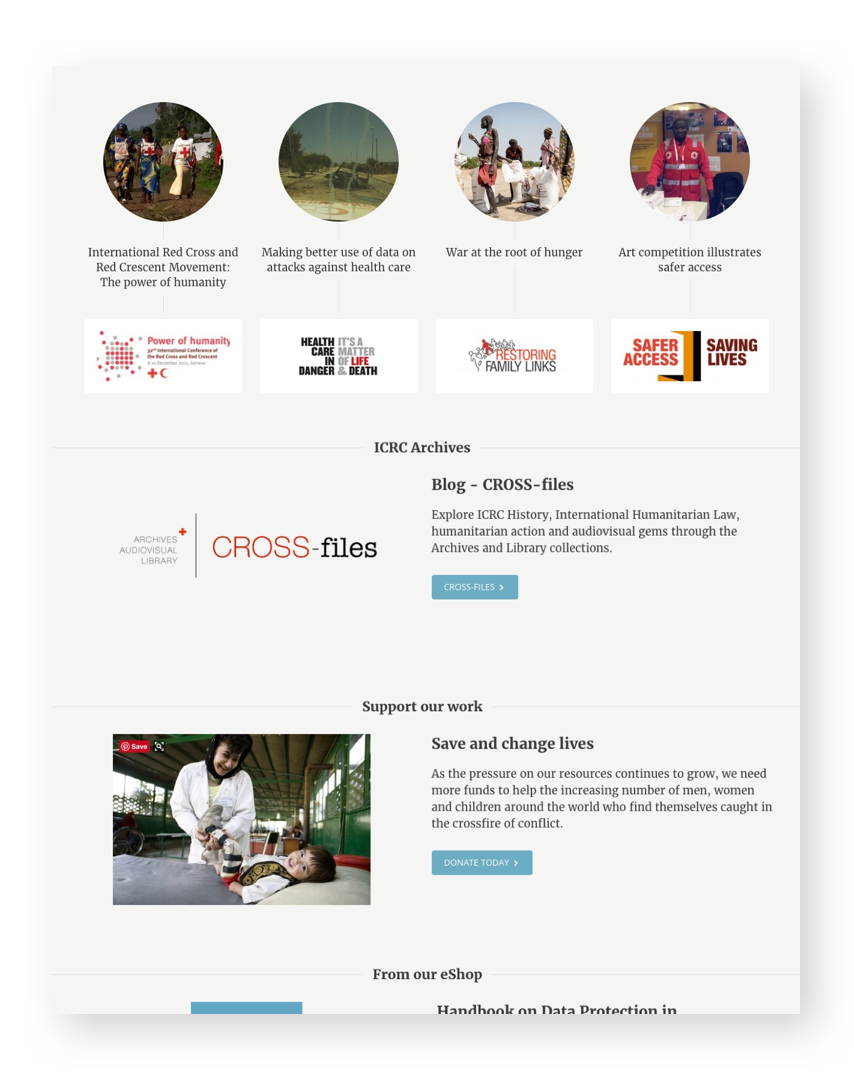 International Red Cross and
Red Crescent Movement:
The power of humanity
Making better use of data on
attacks against health care
War at the root of hunger
Art competition illustrates
safer access
Power of humanity
32nd International Conference of
the Red Cross and Red Crescent
8-10 December 2015, Geneva
HEALTH IT'S A
CARE MATTER
IN OF LIFE
DANGER & DEATH
RESTORING
FAMILY LINKS
SAFER
ACCESS
SAVING
LIVES
ICRC Archives
ARCHIVES
AUDIOVISUAL
LIBRARY
CROSS-files
Blog - CROSS-files
Explore ICRC History, International Humanitarian Law,
humanitarian action and audiovisual gems through the
Archives and Library collections.
CROSS-FILES
Support our work
Save
Save and change lives
As the pressure on our resources continues to grow, we need
more funds to help the increasing number of men, women
and children around the world who find themselves caught in
the crossfire of conflict.
DONATE TODAY
From our eShop
Handbook on Data Protection in